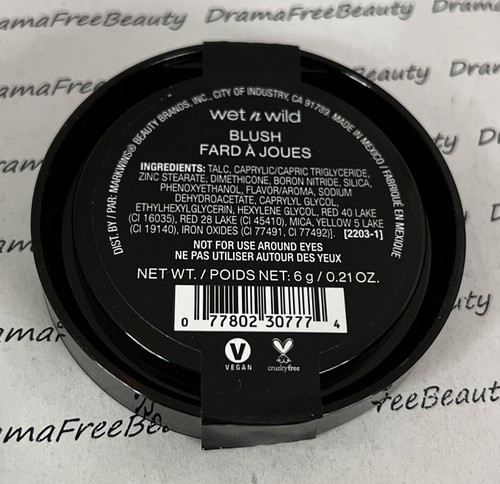 DramaFreeBeauty
DramaFreeBeauty
DramaFreeBeauty
DIST. BY / PAR: MARKWINS® BEAUTY BRANDS, INC., CITY OF INDUSTRY, CA 91789. MADE IN MEXICO / FABRIQUÉ EN MEXIQUE
wet n wild
BLUSH
FARD À JOUES
INGREDIENTS: TALC, CAPRYLIC/CAPRIC TRIGLYCERIDE,
ZINC STEARATE, DIMETHICONE, BORON NITRIDE, SILICA,
PHENOXYETHANOL, FLAVOR/AROMA, SODIUM
DEHYDROACETATE, CAPRYLYL GLYCOL,
ETHYLHEXYLGLYCERIN, HEXYLENE GLYCOL, RED 40 LAKE
(CI 16035), RED 28 LAKE (CI 45410), MICA, YELLOW 5 LAKE
(CI 19140), IRON OXIDES (CI 77491, CI 77492)]. [2203-1]
NOT FOR USE AROUND EYES
NE PAS UTILISER AUTOUR DES YEUX
NET WT. / POIDS NET: 6 g / 0.21 OZ.
0 77802 30777 4
V
VEGAN
crueltyfree